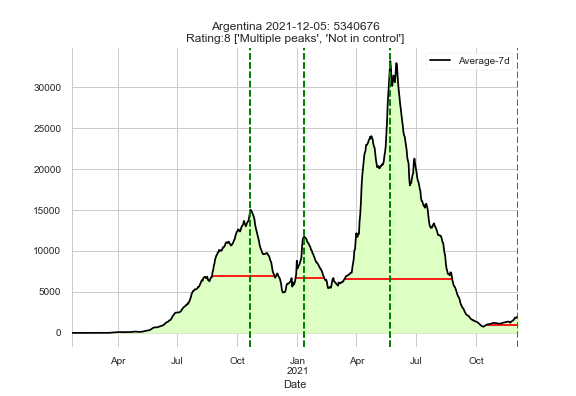 Argentina 2021-12-05: 5340676
Rating:8 ['Multiple peaks', 'Not in control']
Average-7d
30000
25000
20000
15000
10000
5000
0
Apr Jul Oct Jan Apr Jul Oct
2021
Date